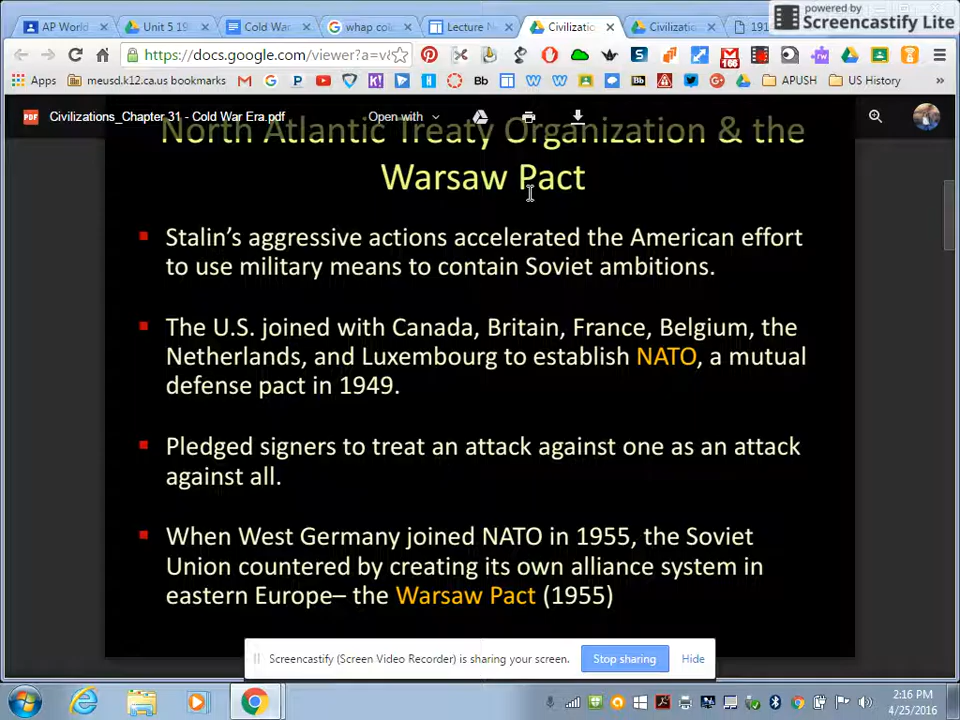 AP World
Unit 5 19
Cold War
whap col
Lecture N
Civilizatic
Civilizatic
191
powered by
Screencastify Lite
https://docs.google.com/viewer?a=v
Apps
meusd.k12.ca.us bookmarks
Bb
166
APUSH
US History
»
Civilizations_Chapter 31 - Cold War Era.pdf
Open with
North Atlantic Treaty Organization & the
Warsaw Pact
Stalin's aggressive actions accelerated the American effort
to use military means to contain Soviet ambitions.
The U.S. joined with Canada, Britain, France, Belgium, the
Netherlands, and Luxembourg to establish NATO, a mutual
defense pact in 1949.
Pledged signers to treat an attack against one as an attack
against all.
When West Germany joined NATO in 1955, the Soviet
Union countered by creating its own alliance system in
eastern Europe– the Warsaw Pact (1955)
Screencastify (Screen Video Recorder) is sharing your screen.
Stop sharing
Hide
2:16 PM
4/25/2016